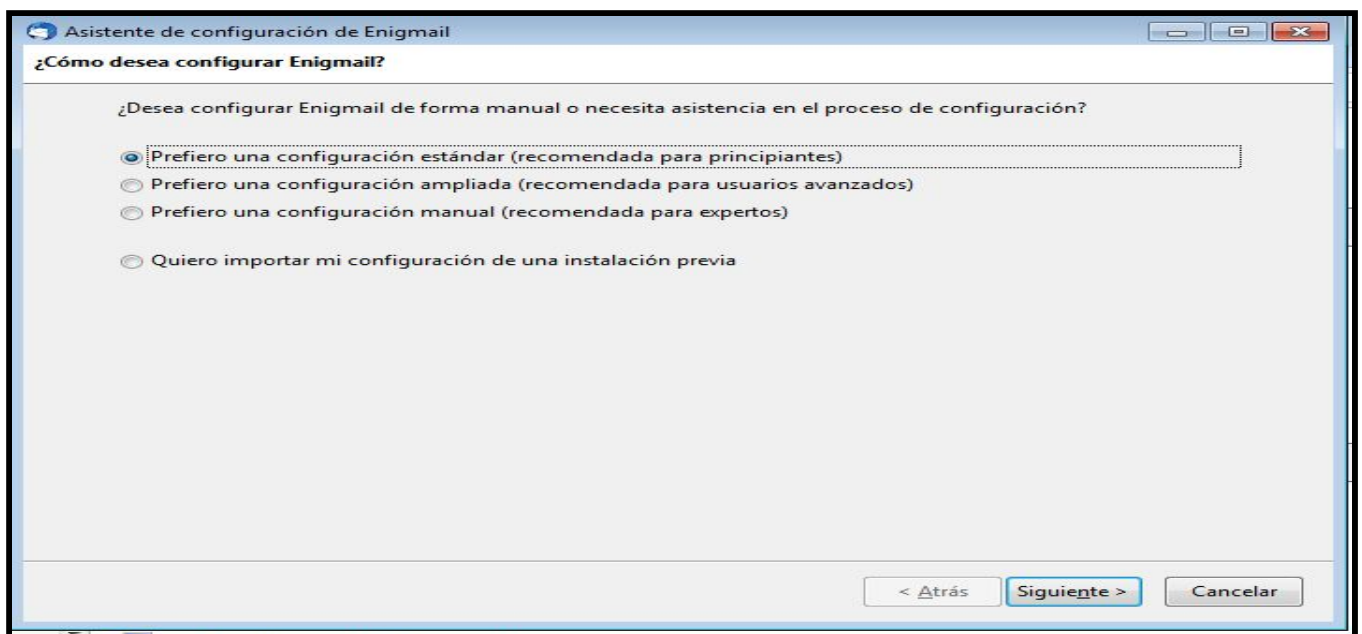 Asistente de configuración de Enigmail
¿Cómo desea configurar Enigmail?
¿Desea configurar Enigmail de forma manual o necesita asistencia en el proceso de configuración?
Prefiero una configuración estándar (recomendada para principiantes)
Prefiero una configuración ampliada (recomendada para usuarios avanzados)
Prefiero una configuración manual (recomendada para expertos)
Quiero importar mi configuración de una instalación previa
< Atrás Siguiente > Cancelar